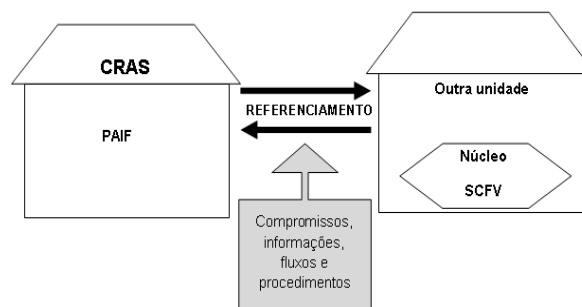 CRAS
PAIF
REFERENCIAMENTO
Outra unidade
Núcleo
SCFV
Compromissos,
informações,
fluxos e
procedimentos